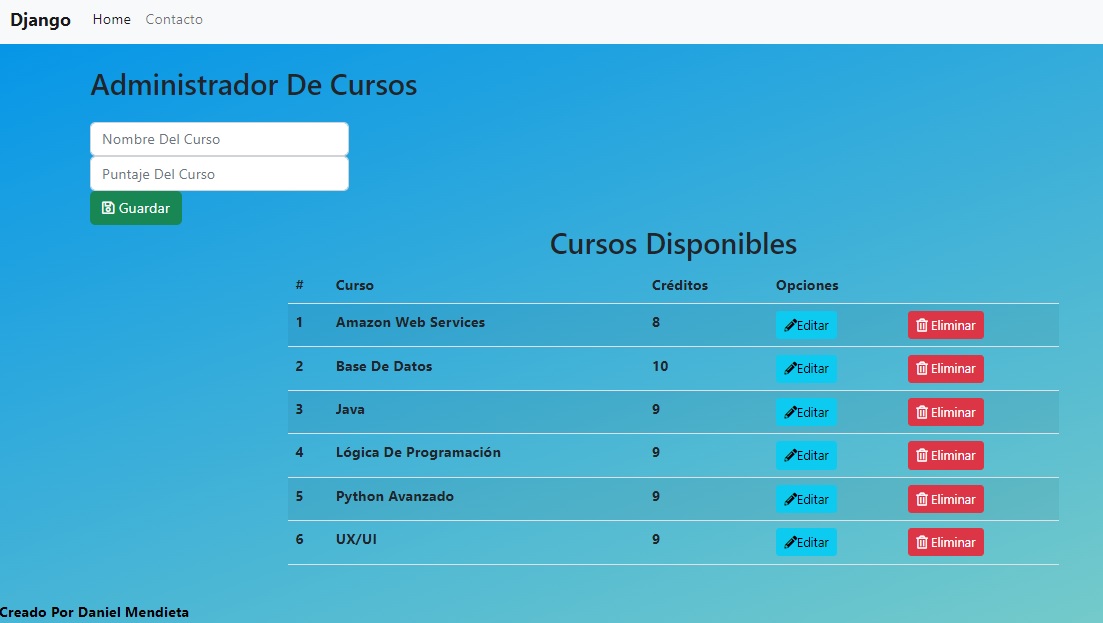 Django Home Contacto
Administrador De Cursos
Nombre Del Curso
Puntaje Del Curso
Guardar
Cursos Disponibles
# Curso Créditos Opciones
1 Amazon Web Services 8 Editar Eliminar
2 Base De Datos 10 Editar Eliminar
3 Java 9 Editar Eliminar
4 Lógica De Programación 9 Editar Eliminar
5 Python Avanzado 9 Editar Eliminar
6 UX/UI 9 Editar Eliminar
Creado Por Daniel Mendieta